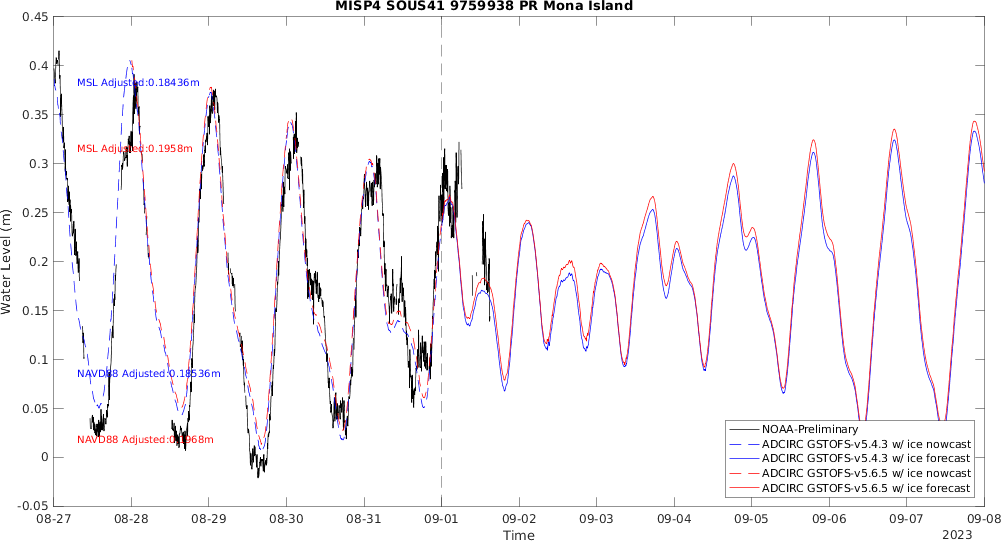 MISP4 SOUS41 9759938 PR Mona Island
0.45
0.4
0.35
0.3
0.25
0.2
0.15
0.1
0.05
0
-0.05
Water Level (m)
MSL Adjusted:0.18436m
MSL Adjusted:0.1958m
NAVD88 Adjusted:0.18536m
NAVD88 Adjusted:0.1968m
NOAA-Preliminary
ADCIRC GSTOFS-v5.4.3 w/ ice nowcast
ADCIRC GSTOFS-v5.4.3 w/ ice forecast
ADCIRC GSTOFS-v5.6.5 w/ ice nowcast
ADCIRC GSTOFS-v5.6.5 w/ ice forecast
08-27 08-28 08-29 08-30 08-31 09-01 09-02 09-03 09-04 09-05 09-06 09-07 09-08
Time
2023